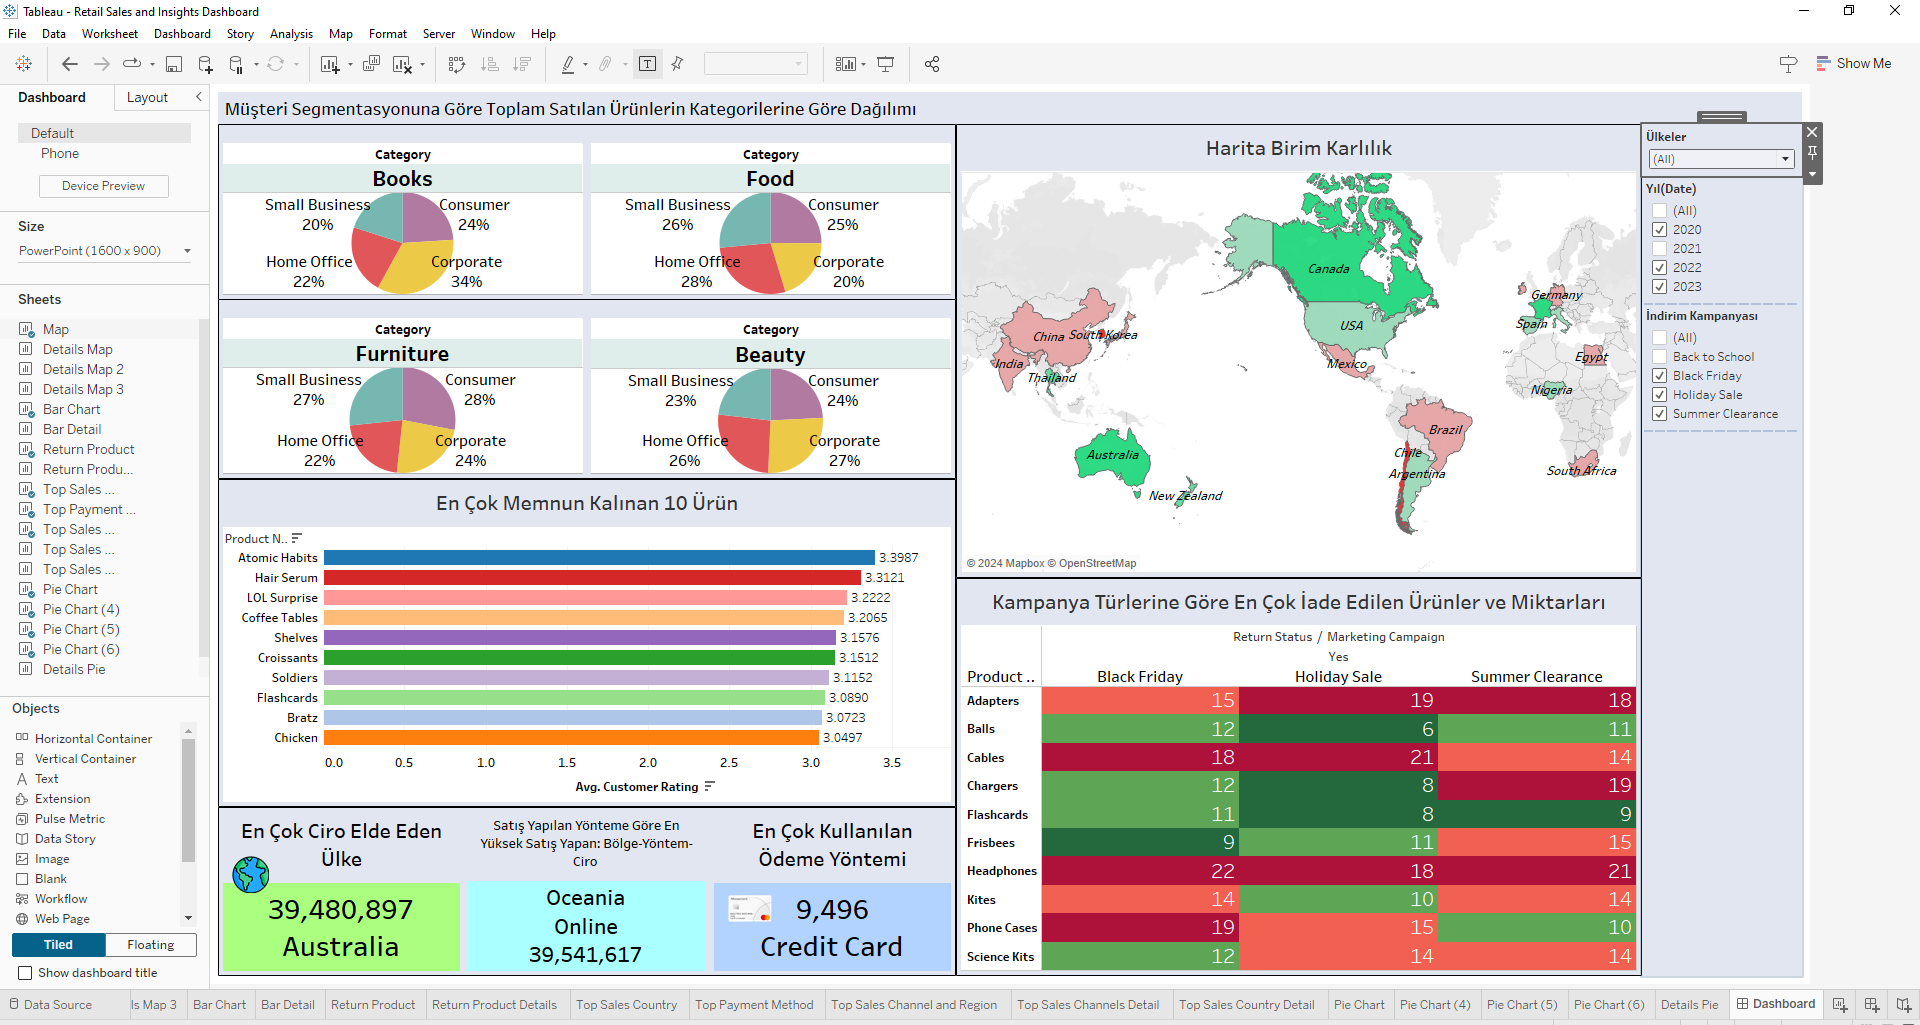 Tableau - Retail Sales and Insights Dashboard
File Data Worksheet Dashboard Story Analysis Map Format Server Window Help
Show Me
Dashboard Layout
Default
Phone
Device Preview
Size
PowerPoint (1600 x 900)
Sheets
Map
Details Map
Details Map 2
Details Map 3
Bar Chart
Bar Detail
Return Product
Return Produ...
Top Sales ...
Top Payment ...
Top Sales ...
Top Sales ...
Top Sales ...
Pie Chart
Pie Chart (4)
Pie Chart (5)
Pie Chart (6)
Details Pie
Objects
Horizontal Container
Vertical Container
Text
Extension
Pulse Metric
Data Story
Image
Blank
Workflow
Web Page
Tiled Floating
Show dashboard title
Müşteri Segmentasyonuna Göre Toplam Satılan Ürünlerin Kategorilerine Göre Dağılımı
Category
Books
Small Business
20%
Consumer
24%
Home Office
22%
Corporate
34%
Category
Food
Small Business
26%
Consumer
25%
Home Office
28%
Corporate
20%
Category
Furniture
Small Business
27%
Consumer
28%
Home Office
22%
Corporate
24%
Category
Beauty
Small Business
23%
Consumer
24%
Home Office
26%
Corporate
27%
En Çok Memnun Kalınan 10 Ürün
Product N..
Atomic Habits 3.3987
Hair Serum 3.3121
LOL Surprise 3.2222
Coffee Tables 3.2065
Shelves 3.1576
Croissants 3.1512
Soldiers 3.1152
Flashcards 3.0890
Bratz 3.0723
Chicken 3.0497
0.0 0.5 1.0 1.5 2.0 2.5 3.0 3.5
Avg. Customer Rating
En Çok Ciro Elde Eden
Ülke
39,480,897
Australia
Satış Yapılan Yönteme Göre En
Yüksek Satış Yapan: Bölge-Yöntem-
Ciro
Oceania
Online
39,541,617
En Çok Kullanılan
Ödeme Yöntemi
9,496
Credit Card
Harita Birim Karlılık
Canada
Germany
USA
Spain
China
South Korea
India
Thailand
Mexico
Egypt
Nigeria
Brazil
Chile
Australia
Argentina
South Africa
New Zealand
© 2024 Mapbox © OpenStreetMap
Kampanya Türlerine Göre En Çok İade Edilen Ürünler ve Miktarları
Return Status / Marketing Campaign
Yes
Product .. Black Friday Holiday Sale Summer Clearance
Adapters 15 19 18
Balls 12 6 11
Cables 18 21 14
Chargers 12 8 19
Flashcards 11 8 9
Frisbees 9 11 15
Headphones 22 18 21
Kites 14 10 14
Phone Cases 19 15 10
Science Kits 12 14 14
Ülkeler
(All)
Yıl(Date)
(All)
2020
2021
2022
2023
İndirim Kampanyası
(All)
Back to School
Black Friday
Holiday Sale
Summer Clearance
Data Source ls Map 3 Bar Chart Bar Detail Return Product Return Product Details Top Sales Country Top Payment Method Top Sales Channel and Region Top Sales Channels Detail Top Sales Country Detail Pie Chart Pie Chart (4) Pie Chart (5) Pie Chart (6) Details Pie Dashboard